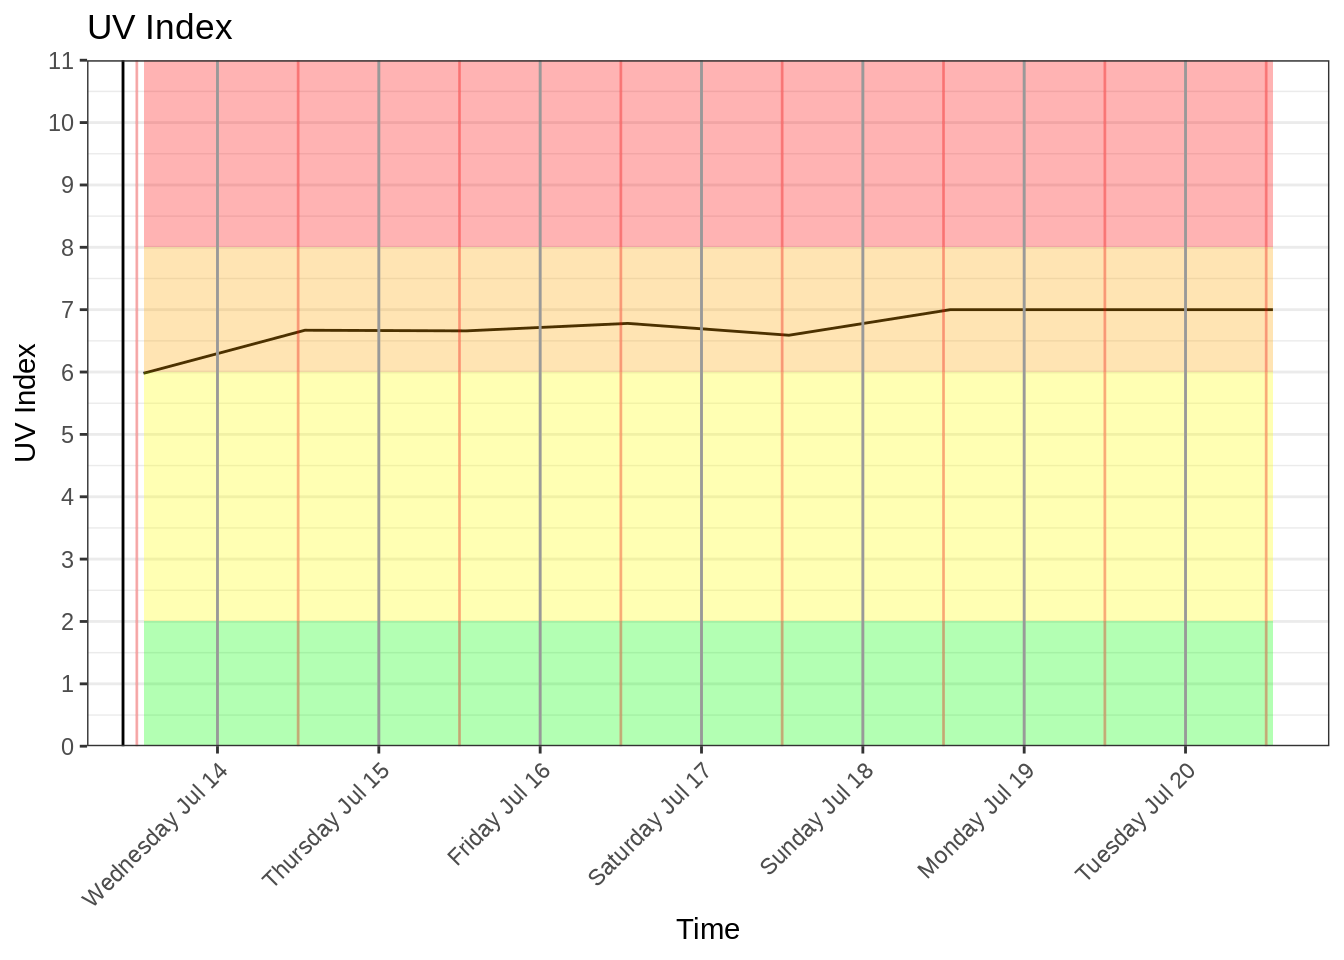 UV Index
11
10
9
8
7
6
5
4
3
2
1
0
UV Index
Wednesday Jul 14
Thursday Jul 15
Friday Jul 16
Saturday Jul 17
Sunday Jul 18
Monday Jul 19
Tuesday Jul 20
Time